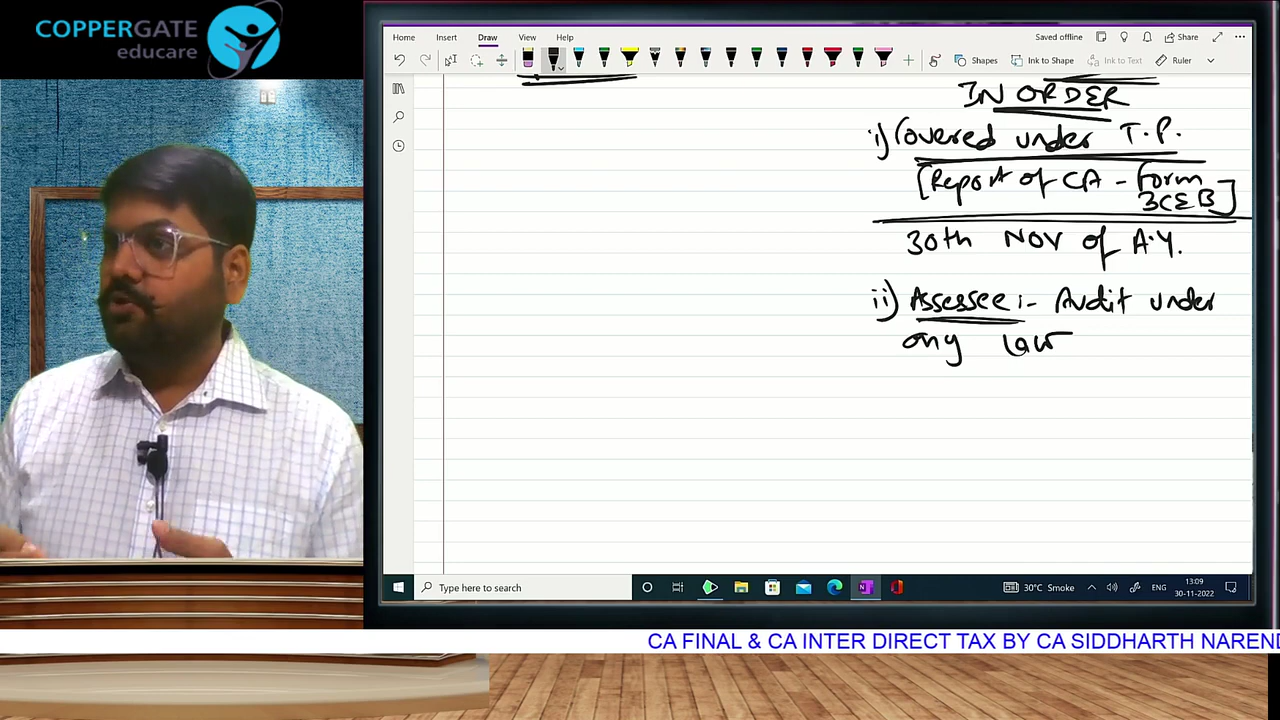 COPPERGATE
educare
Home Insert Draw View Help
Saved offline
Share
Shapes
Ink to Shape
Ink to Text
Ruler
IN ORDER
i) Covered under T.P.
[Report of CA - Form
3CEB]
30th NOV of A.Y.
ii) Assessee :- Audit under
any law
Type here to search
30°C Smoke
ENG
13:09
30-11-2022
CA FINAL & CA INTER DIRECT TAX BY CA SIDDHARTH NAREND